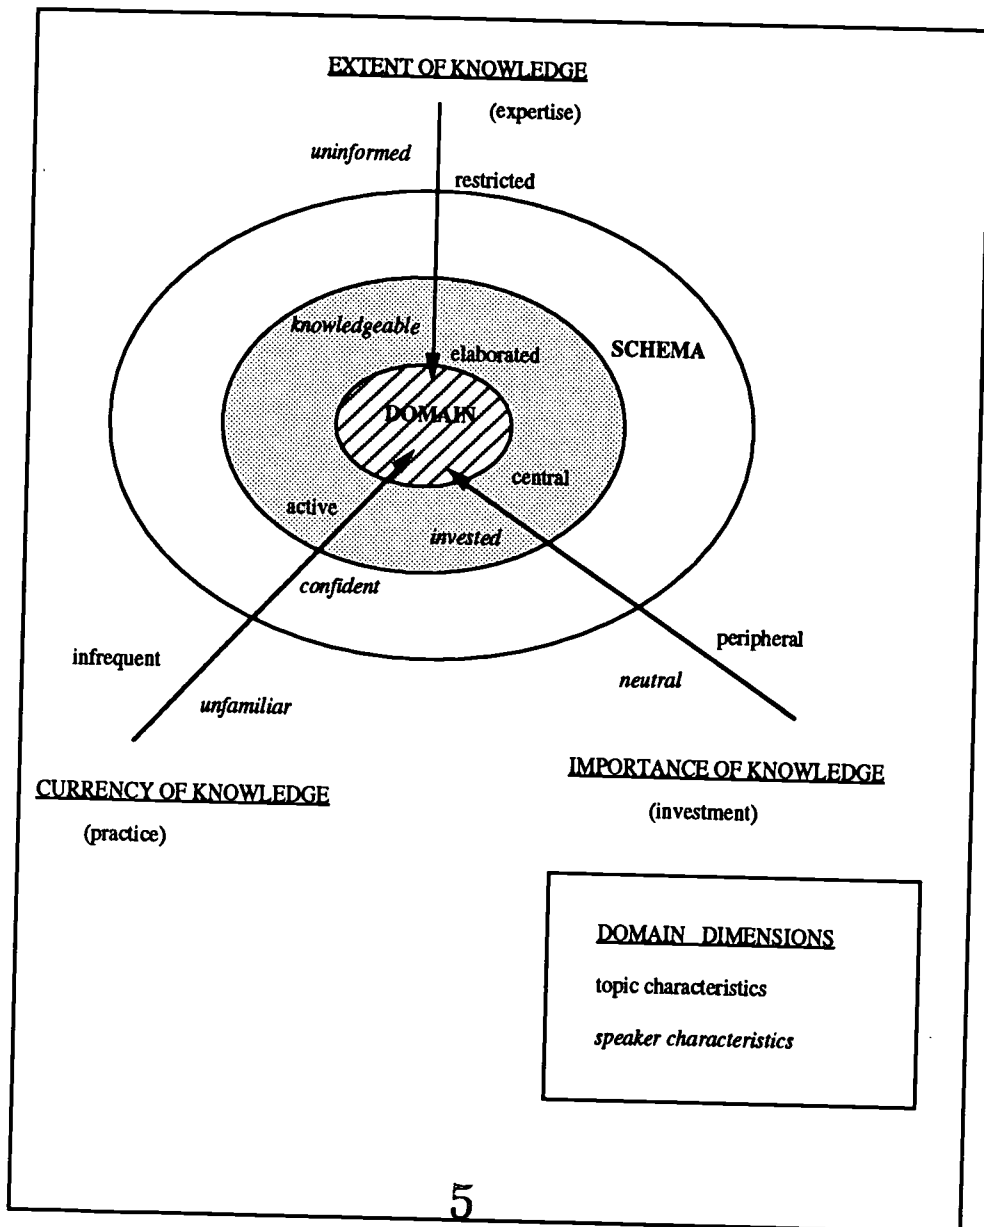 EXTENT OF KNOWLEDGE
(expertise)
uninformed
restricted
knowledgeable
elaborated
SCHEMA
DOMAIN
central
active
invested
confident
infrequent
peripheral
neutral
unfamiliar
IMPORTANCE OF KNOWLEDGE
CURRENCY OF KNOWLEDGE
(investment)
(practice)
DOMAIN DIMENSIONS
topic characteristics
speaker characteristics
5